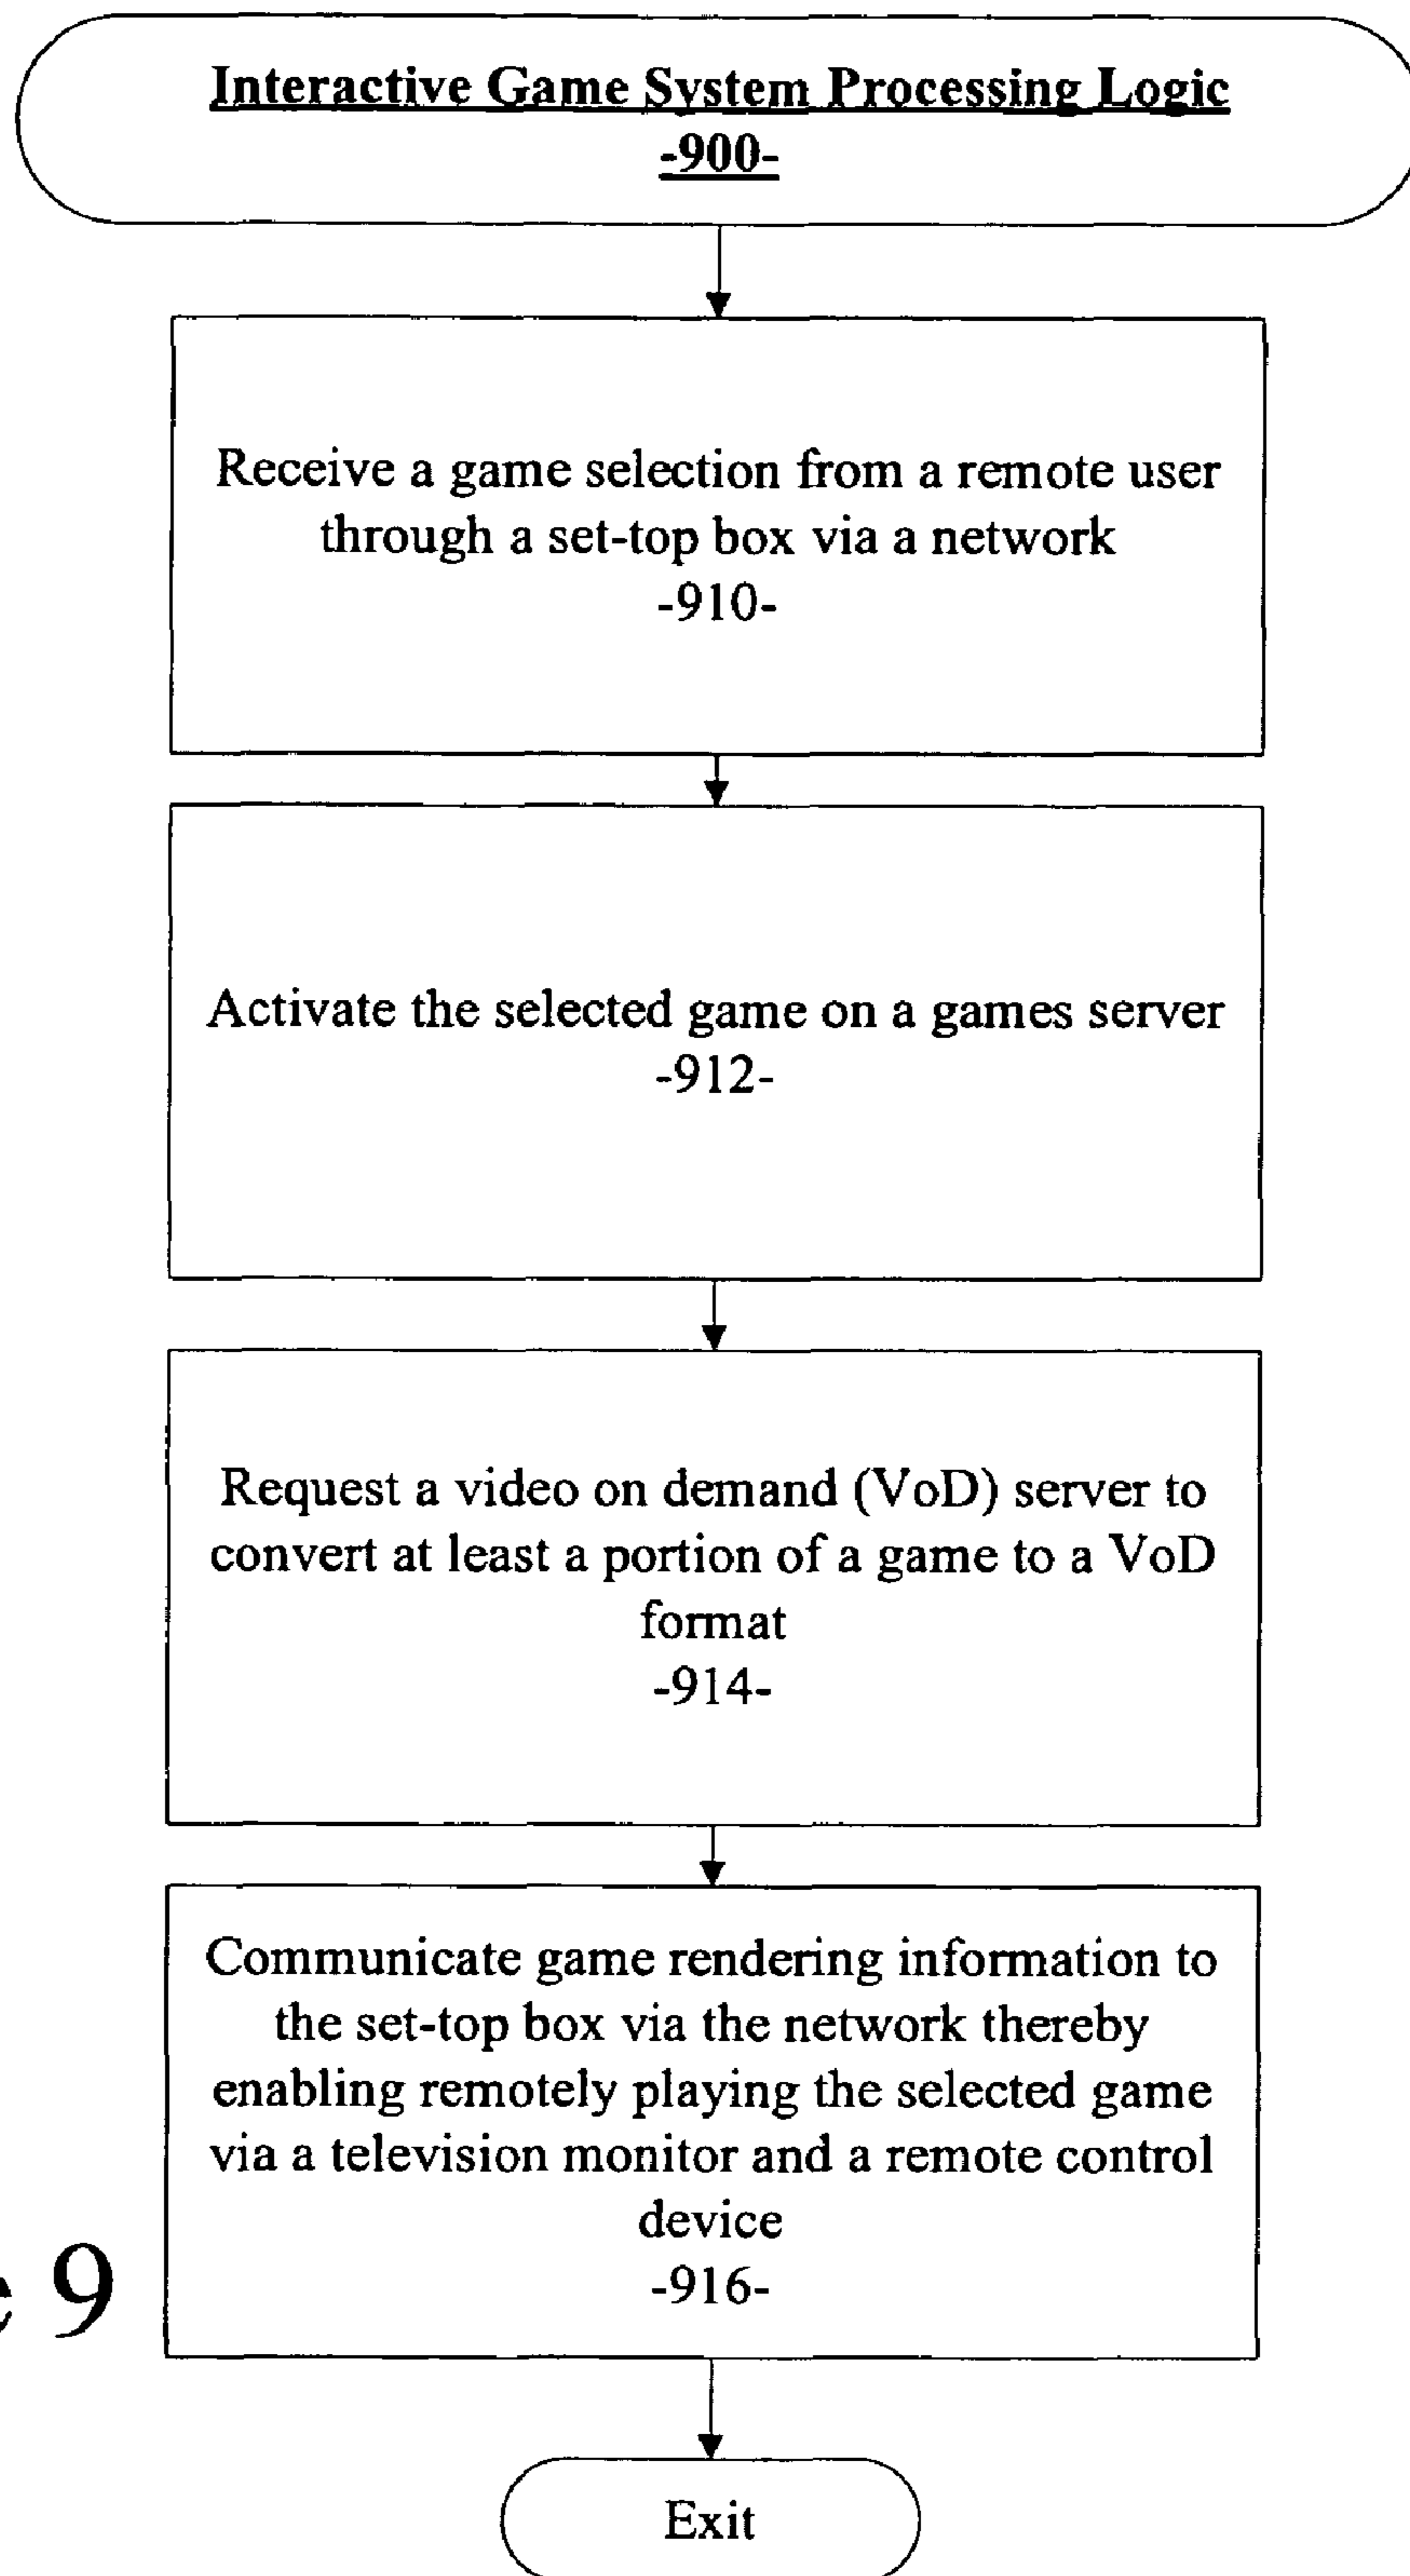 Interactive Game System Processing Logic
-900-
Receive a game selection from a remote user
through a set-top box via a network
-910-
Activate the selected game on a games server
-912-
Request a video on demand (VoD) server to
convert at least a portion of a game to a VoD
format
-914-
Communicate game rendering information to
the set-top box via the network thereby
enabling remotely playing the selected game
via a television monitor and a remote control
device
-916-
9
Exit